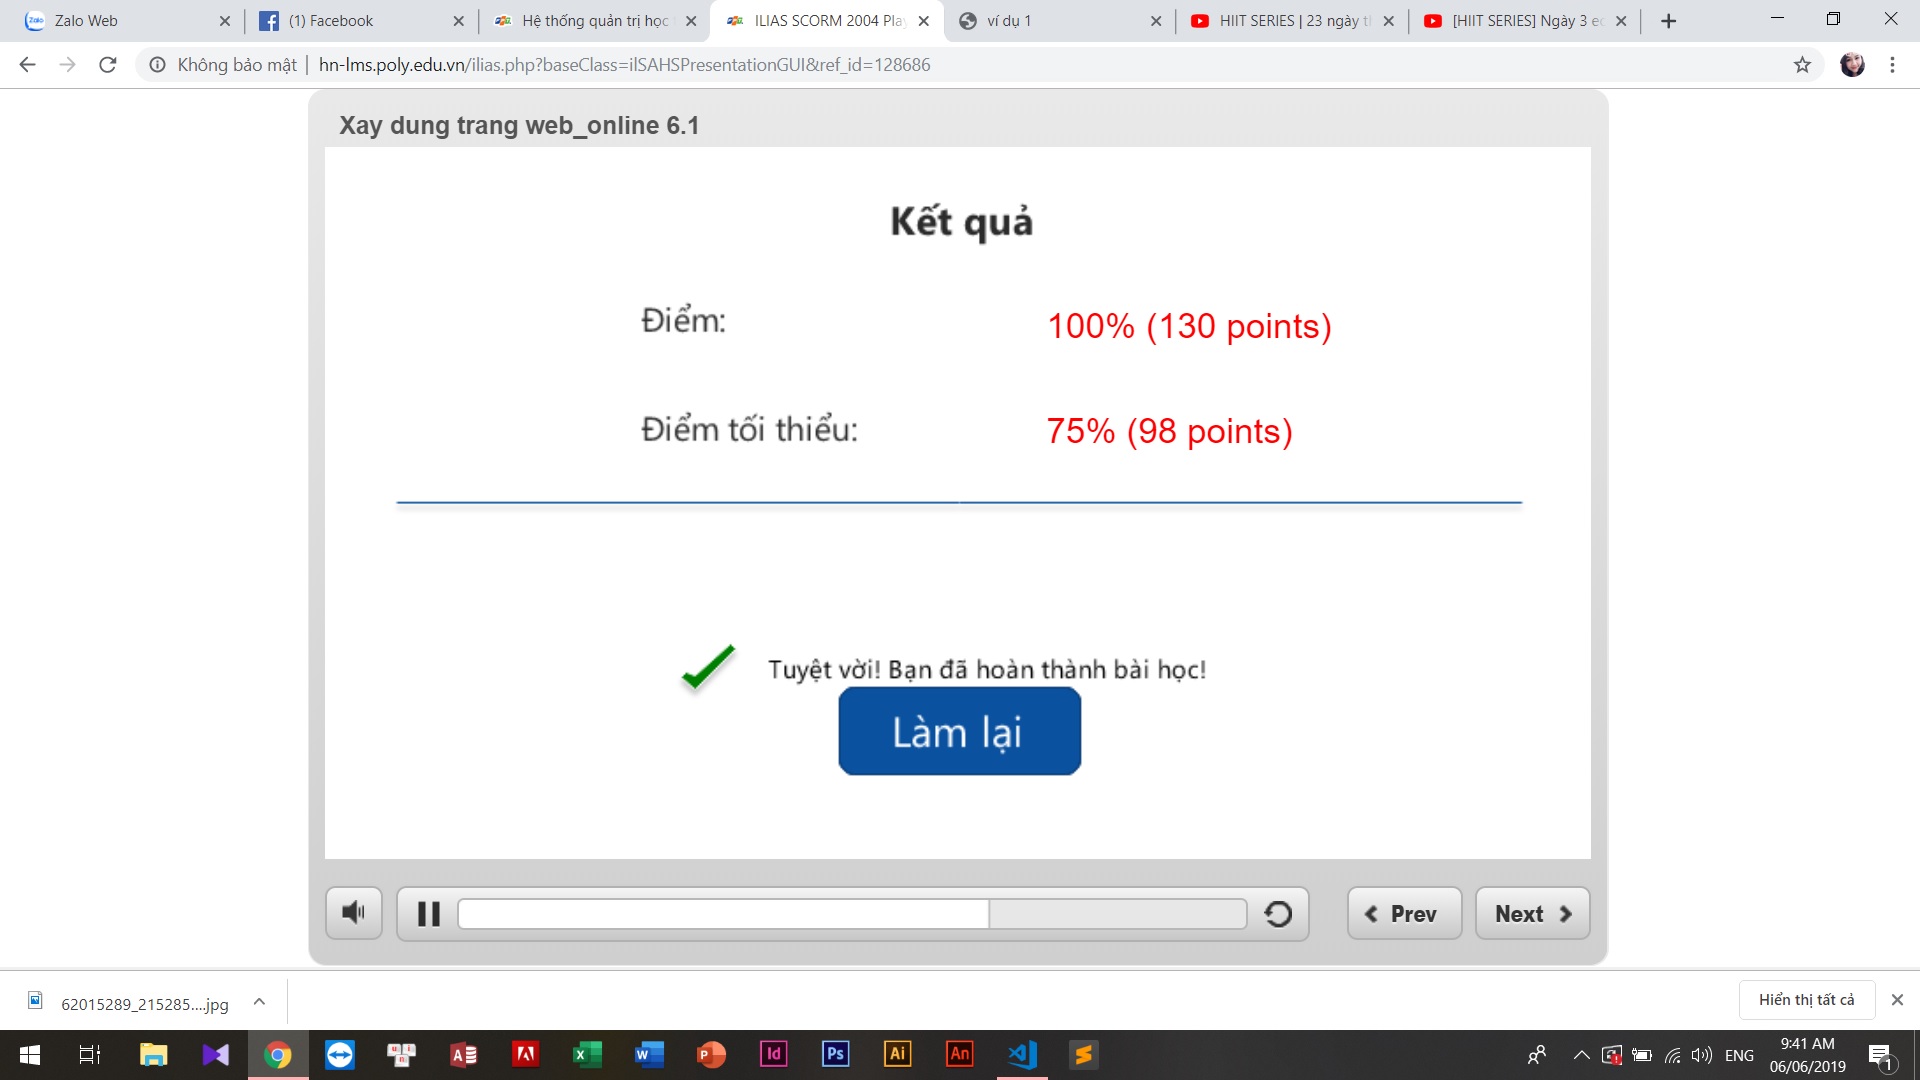 Zalo Web
(1) Facebook
Hệ thống quản trị học
ILIAS SCORM 2004 Play
ví dụ 1
HIIT SERIES | 23 ngày
[HIIT SERIES] Ngày 3
Không bảo mật | hn-lms.poly.edu.vn/ilias.php?baseClass=ilSAHSPresentationGUI&ref_id=128686
Xay dung trang web_online 6.1
Kết quả
Điểm: 100% (130 points)
Điểm tối thiểu: 75% (98 points)
Tuyệt vời! Bạn đã hoàn thành bài học!
Làm lại
Prev
Next
62015289_215285....jpg
Hiển thị tất cả
ENG
9:41 AM
06/06/2019
1